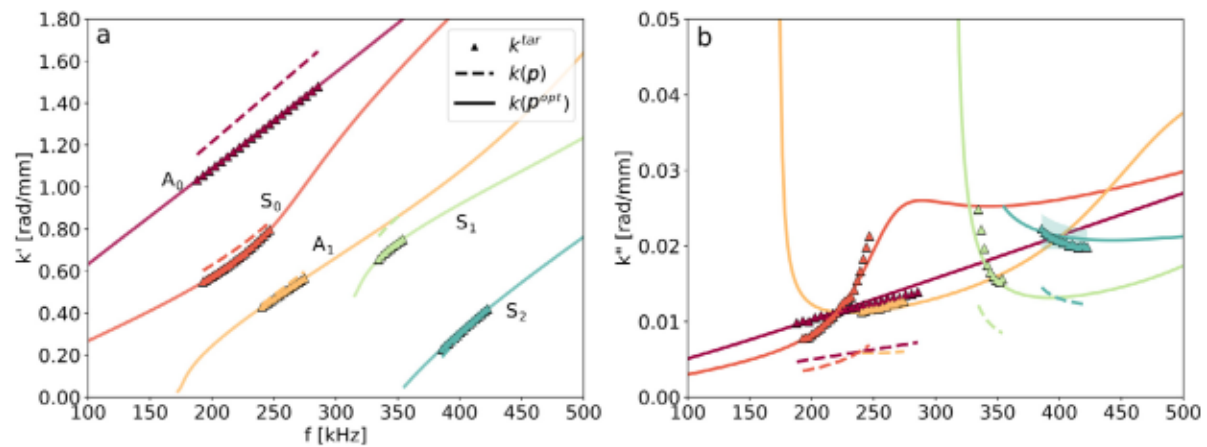 a
k' [rad/mm]
1.80
1.60
1.40
1.20
1.00
0.80
0.60
0.40
0.20
0.00
k^tar
k(p)
k(p^opt)
A₀
S₀
A₁
S₁
S₂
100 150 200 250 300 350 400 450 500
f [kHz]
b
k" [rad/mm]
0.05
0.04
0.03
0.02
0.01
0.00
100 150 200 250 300 350 400 450 500